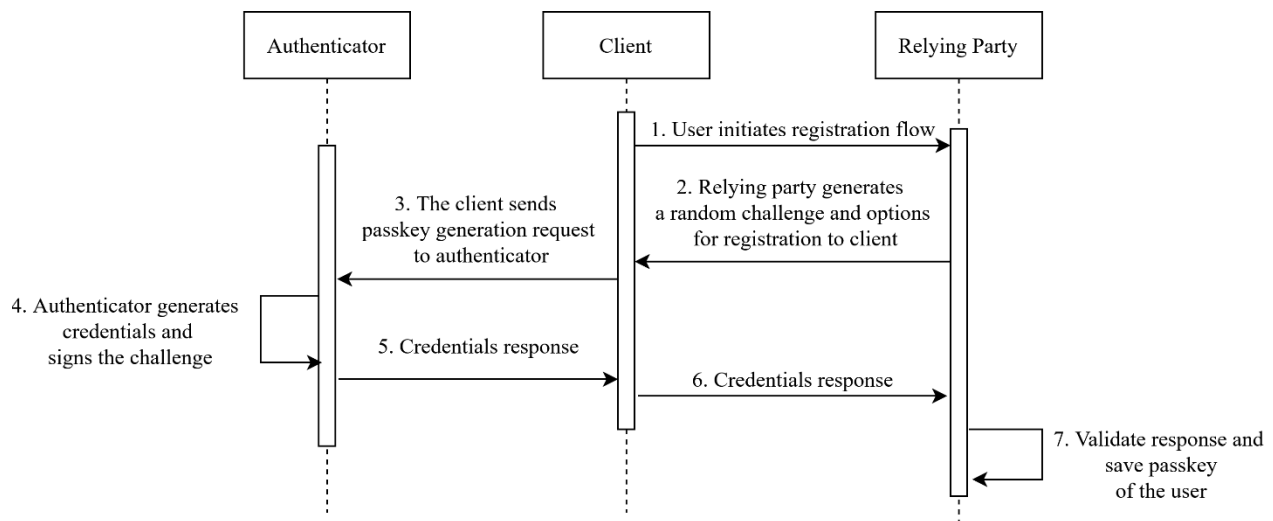 Authenticator
Client
Relying Party
1. User initiates registration flow
2. Relying party generates
a random challenge and options
for registration to client
3. The client sends
passkey generation request
to authenticator
4. Authenticator generates
credentials and
signs the challenge
5. Credentials response
6. Credentials response
7. Validate response and
save passkey
of the user